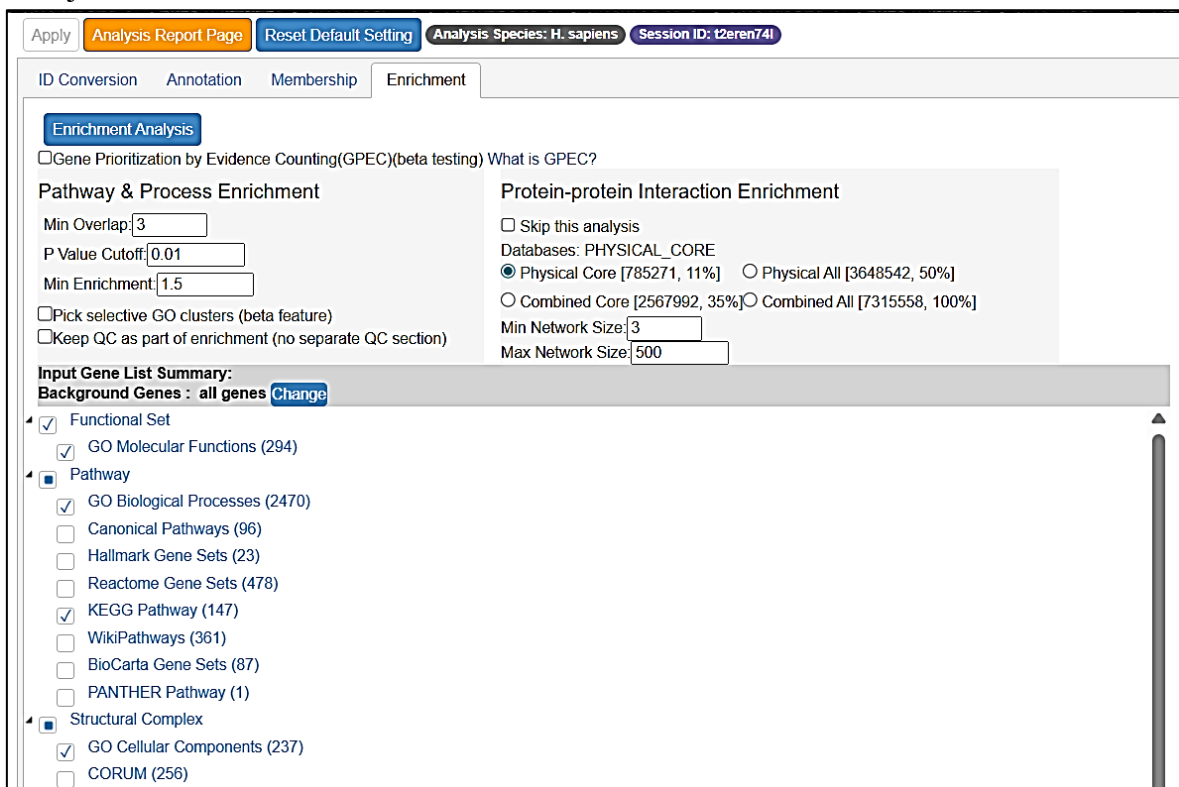 Apply Analysis Report Page Reset Default Setting Analysis Species: H. sapiens Session ID: t2eren74l
ID Conversion Annotation Membership Enrichment
Enrichment Analysis
Gene Prioritization by Evidence Counting(GPEC)(beta testing) What is GPEC?
Pathway & Process Enrichment
Min Overlap: 3
P Value Cutoff: 0.01
Min Enrichment: 1.5
Pick selective GO clusters (beta feature)
Keep QC as part of enrichment (no separate QC section)
Protein-protein Interaction Enrichment
Skip this analysis
Databases: PHYSICAL_CORE
Physical Core [785271, 11%] Physical All [3648542, 50%]
Combined Core [2567992, 35%] Combined All [7315558, 100%]
Min Network Size: 3
Max Network Size: 500
Input Gene List Summary:
Background Genes : all genes Change
Functional Set
GO Molecular Functions (294)
Pathway
GO Biological Processes (2470)
Canonical Pathways (96)
Hallmark Gene Sets (23)
Reactome Gene Sets (478)
KEGG Pathway (147)
WikiPathways (361)
BioCarta Gene Sets (87)
PANTHER Pathway (1)
Structural Complex
GO Cellular Components (237)
CORUM (256)